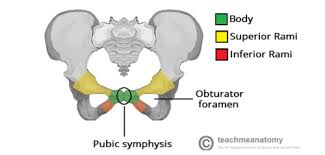 Body
Superior Rami
Inferior Rami
Obturator
foramen
Pubic symphysis
© teachmeanatomy